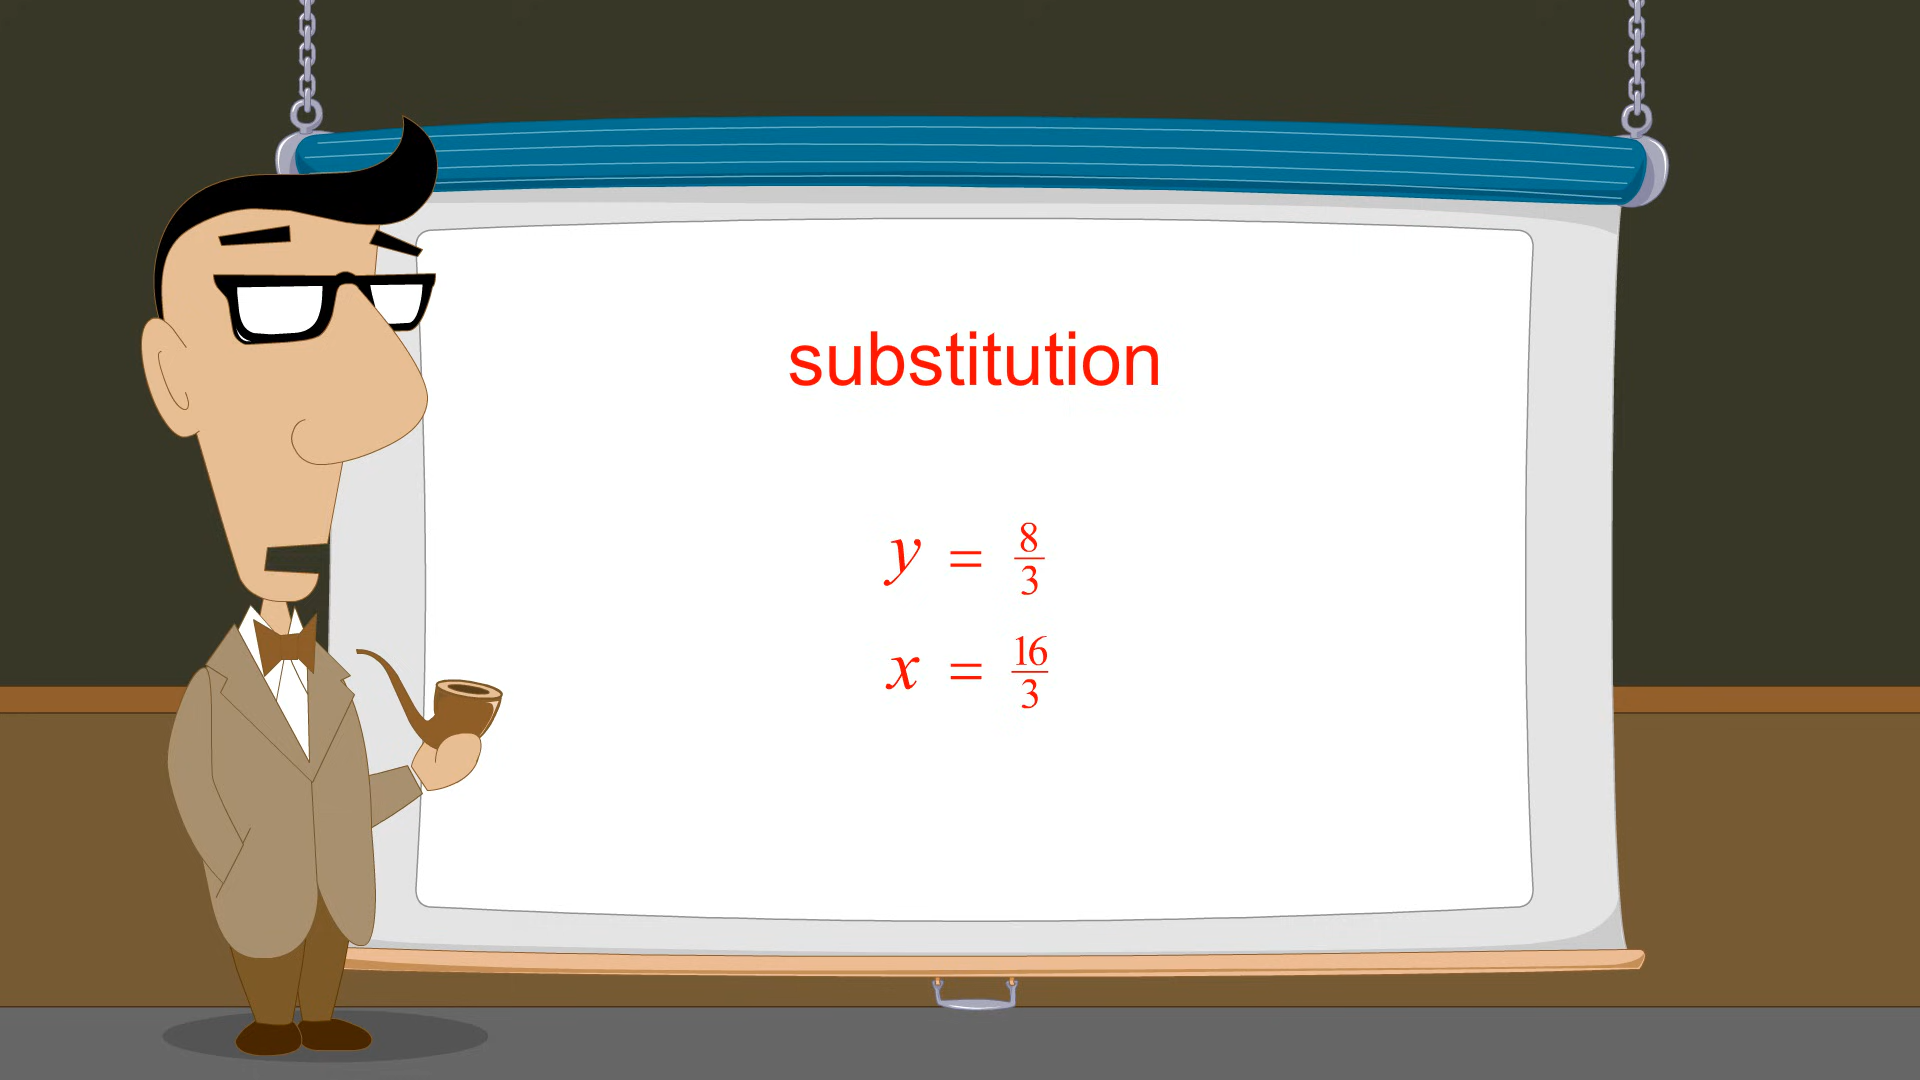 substitution
y = 8/3
x = 16/3